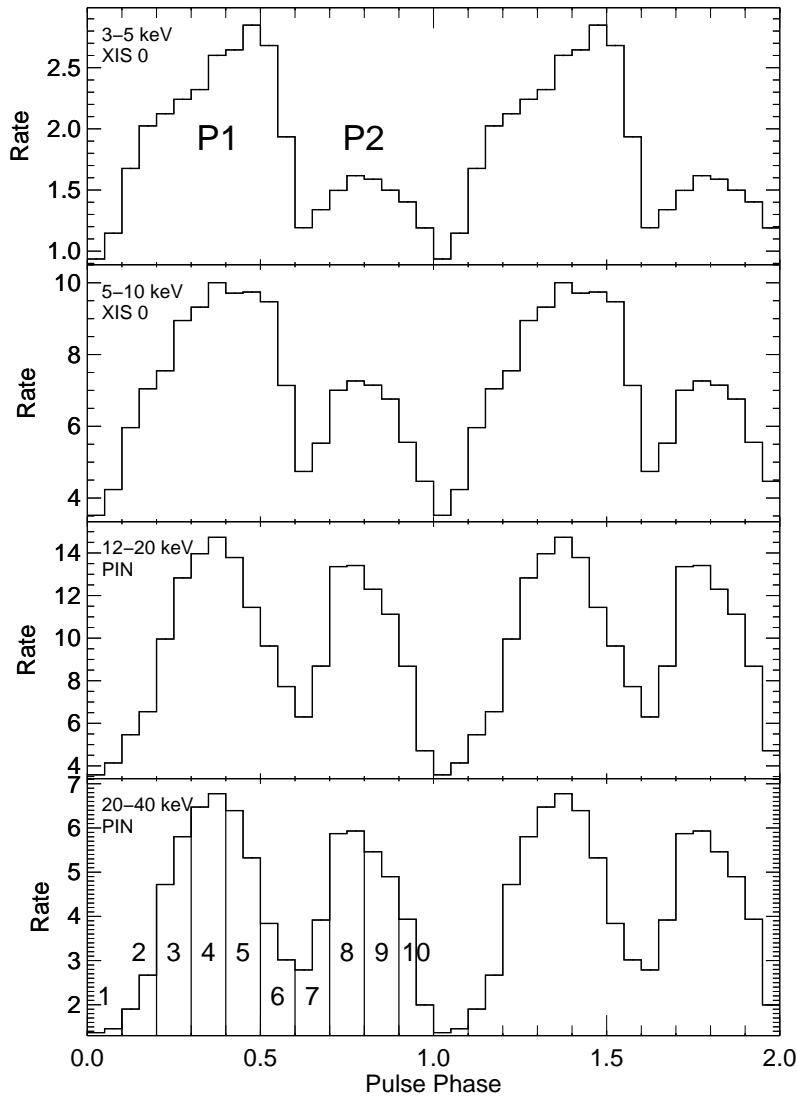 3−5 keV
XIS 0
P1
P2
Rate
2.5
2.0
1.5
1.0
5−10 keV
XIS 0
Rate
10
8
6
4
12−20 keV
PIN
Rate
14
12
10
8
6
4
20−40 keV
PIN
Rate
7
6
5
4
3
2
1 2 3 4 5 6 7 8 9 10
0.0 0.5 1.0 1.5 2.0
Pulse Phase